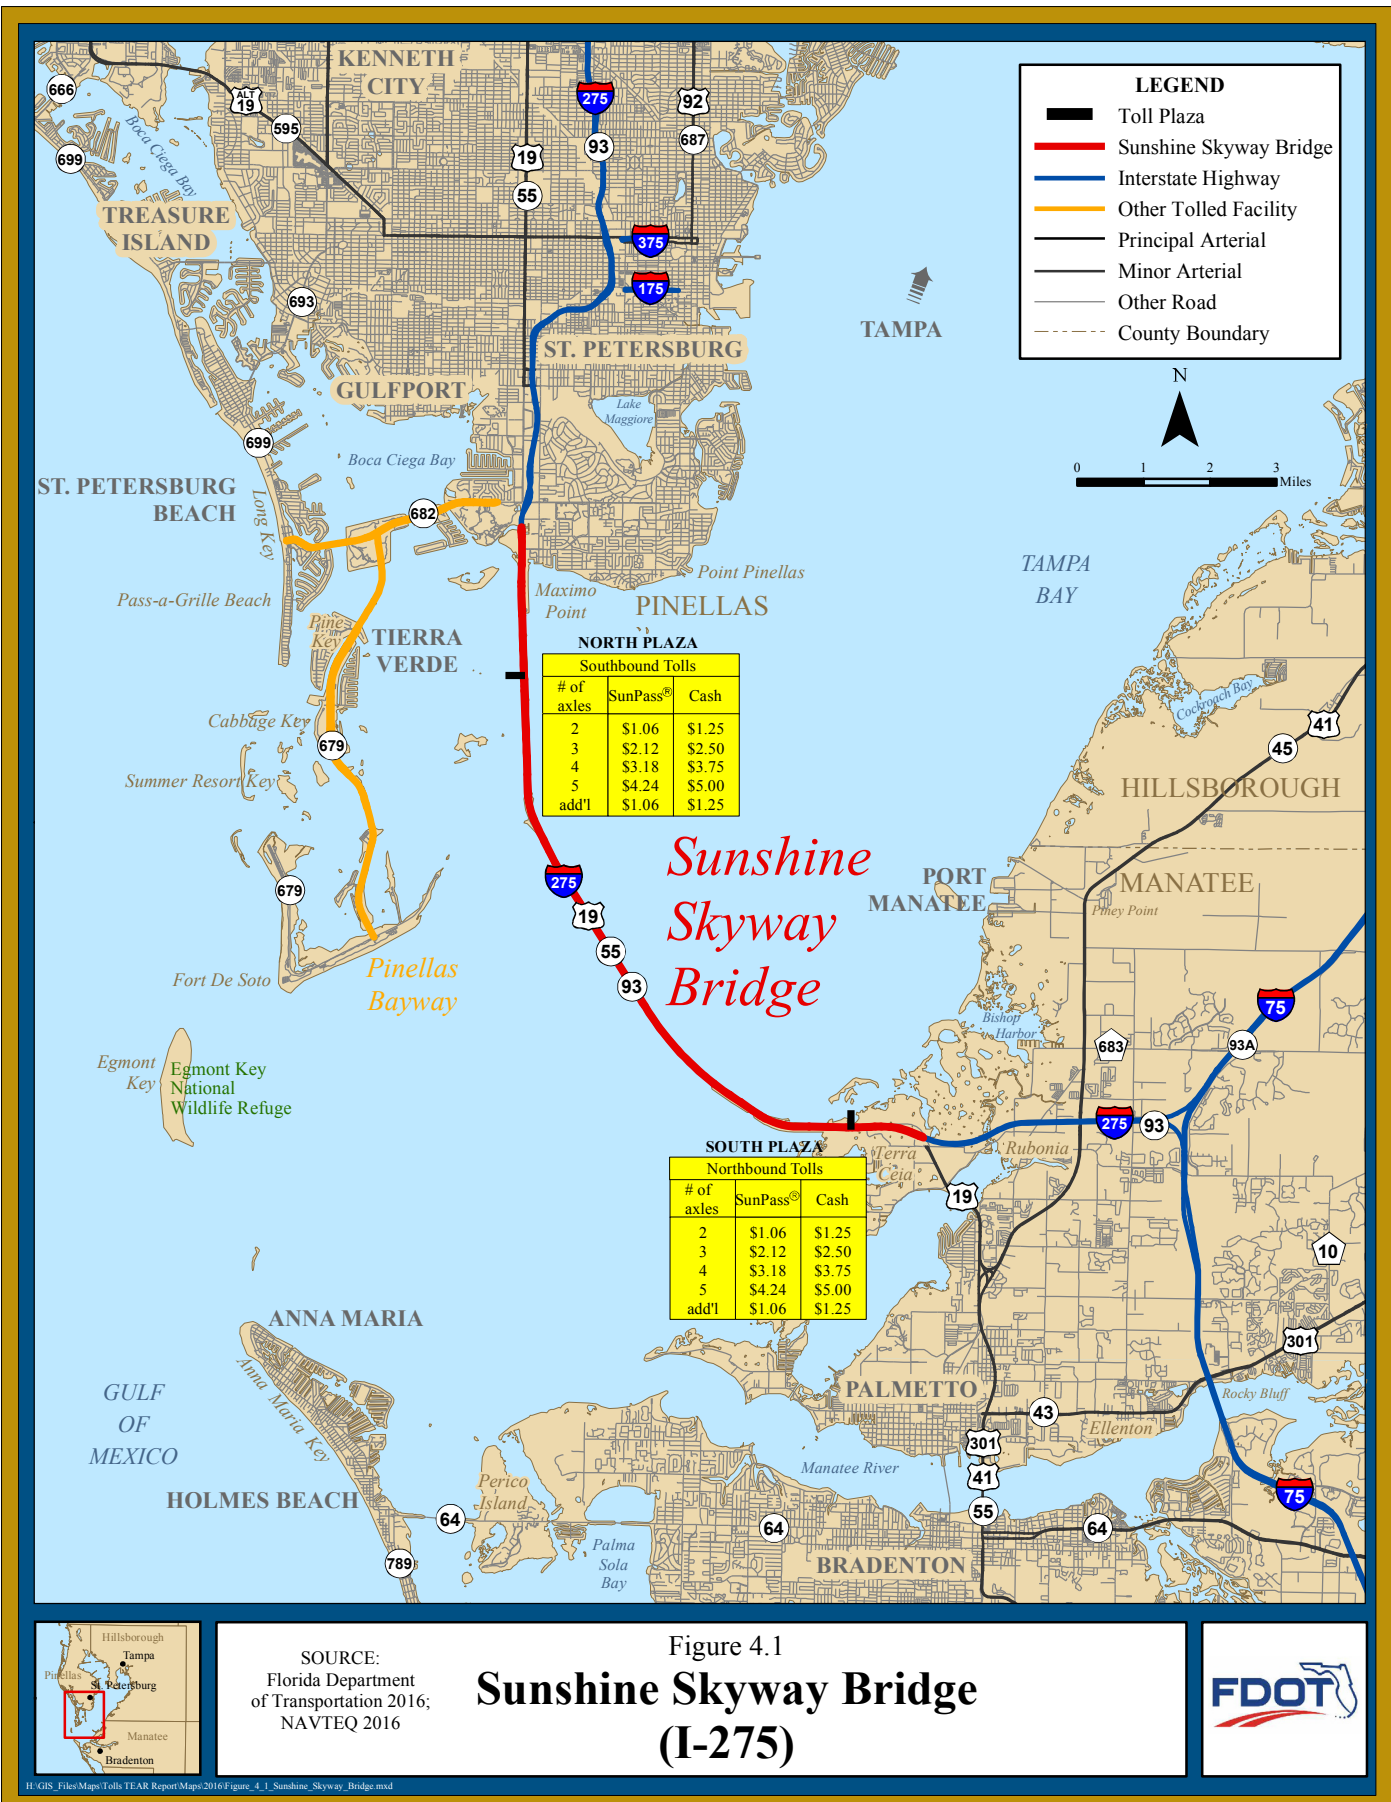 KENNETH
CITY
666
ALT
19
595
275
92
699
Boca Ciega Bay
93
687
19
55
TREASURE
ISLAND
375
175
693
TAMPA
ST. PETERSBURG
GULFPORT
Lake
Maggiore
699
Boca Ciega Bay
ST. PETERSBURG
BEACH
Long Key
682
LEGEND
Toll Plaza
Sunshine Skyway Bridge
Interstate Highway
Other Tolled Facility
Principal Arterial
Minor Arterial
Other Road
County Boundary
N
0 1 2 3
Miles
TAMPA
BAY
Point Pinellas
Maximo
Point
PINELLAS
Pass-a-Grille Beach
Pine
Key
TIERRA
VERDE
NORTH PLAZA
Southbound Tolls
# of
axles SunPass® Cash
2 $1.06 $1.25
3 $2.12 $2.50
4 $3.18 $3.75
5 $4.24 $5.00
add'l $1.06 $1.25
Cabbage Key
679
Summer Resort Key
Cockroach Bay
41
45
HILLSBOROUGH
Sunshine
Skyway
Bridge
275
19
55
93
679
PORT
MANATEE
MANATEE
Piney Point
Fort De Soto
Pinellas
Bayway
75
Bishop
Harbor
683
93A
Egmont
Key
Egmont Key
National
Wildlife Refuge
275
93
SOUTH PLAZA
Northbound Tolls
# of
axles SunPass® Cash
2 $1.06 $1.25
3 $2.12 $2.50
4 $3.18 $3.75
5 $4.24 $5.00
add'l $1.06 $1.25
Terra
Ceia
Rubonia
19
10
ANNA MARIA
301
Anna Maria Key
GULF
OF
MEXICO
PALMETTO
Rocky Bluff
43
Ellenton
301
Manatee River
41
Perico
Island
HOLMES BEACH
75
64
55
64
64
Palma
Sola
Bay
789
BRADENTON
Hillsborough
Tampa
Pinellas
St. Petersburg
Manatee
Bradenton
SOURCE:
Florida Department
of Transportation 2016;
NAVTEQ 2016
Figure 4.1
Sunshine Skyway Bridge
(I-275)
FDOT
H:\GIS_Files\Maps\Tolls TEAR Report\Maps\2016\Figure_4_1_Sunshine_Skyway_Bridge.mxd